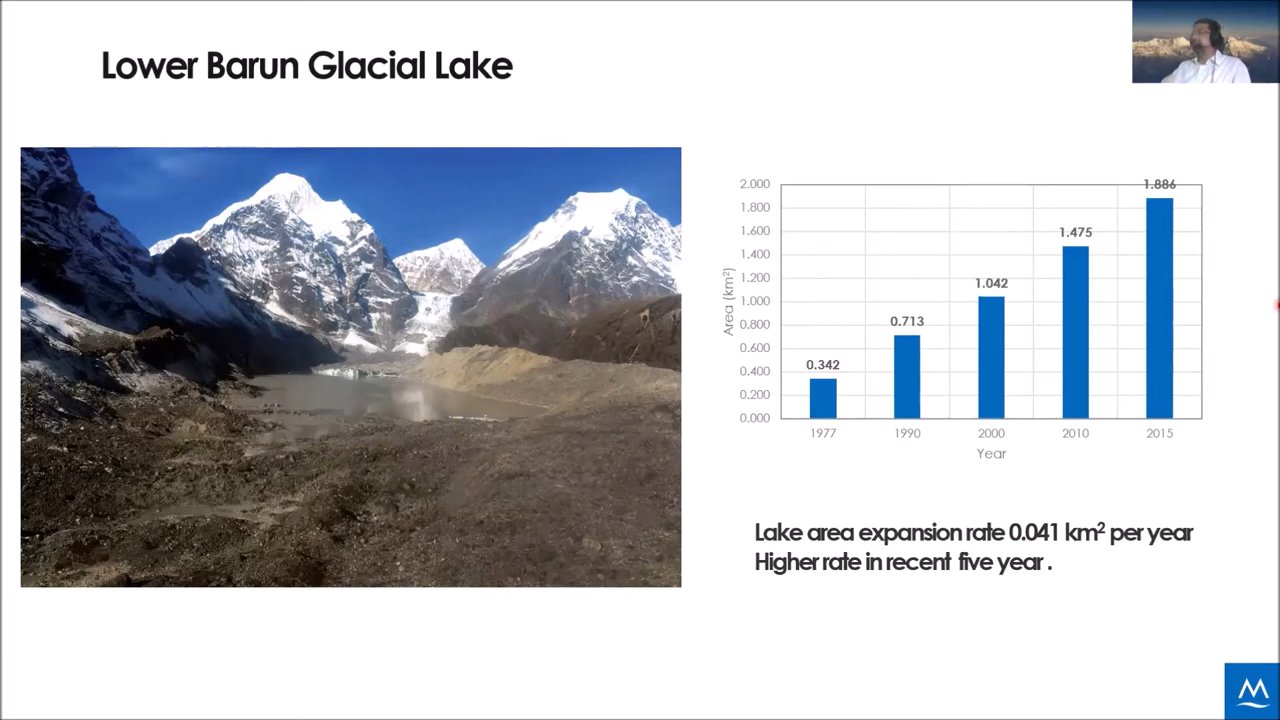 Lower Barun Glacial Lake
2.000
1.800
1.600
1.400
1.200
1.000
0.800
0.600
0.400
0.200
0.000
Area (km²)
0.342
0.713
1.042
1.475
1.886
1977 1990 2000 2010 2015
Year
Lake area expansion rate 0.041 km² per year
Higher rate in recent five year .